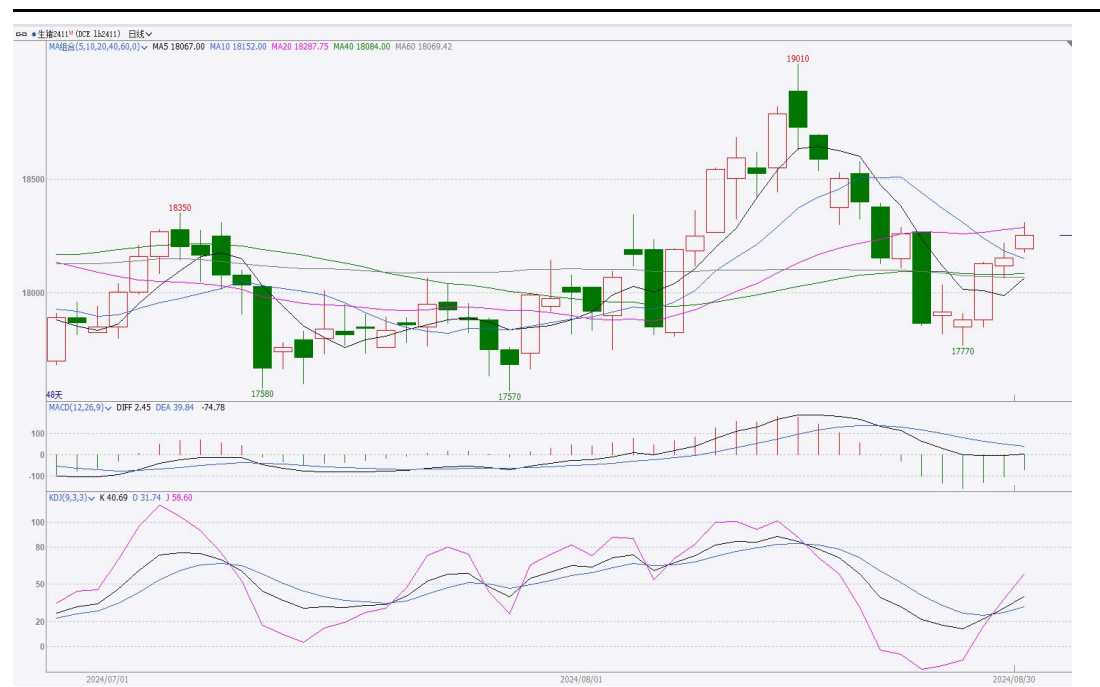 生猪2411ᴹ (DCE lh2411) 日线
MA组合(5,10,20,40,60,0) MA5 18067.00 MA10 18152.00 MA20 18287.75 MA40 18084.00 MA60 18069.42
19010
18500
18350
18000
17770
17580
17570
48天
MACD(12,26,9) DIFF 2.45 DEA 39.84 -74.78
100
0
-100
KDJ(9,3,3) K 40.69 D 31.74 J 58.60
100
80
50
20
0
2024/07/01 2024/08/01 2024/08/30